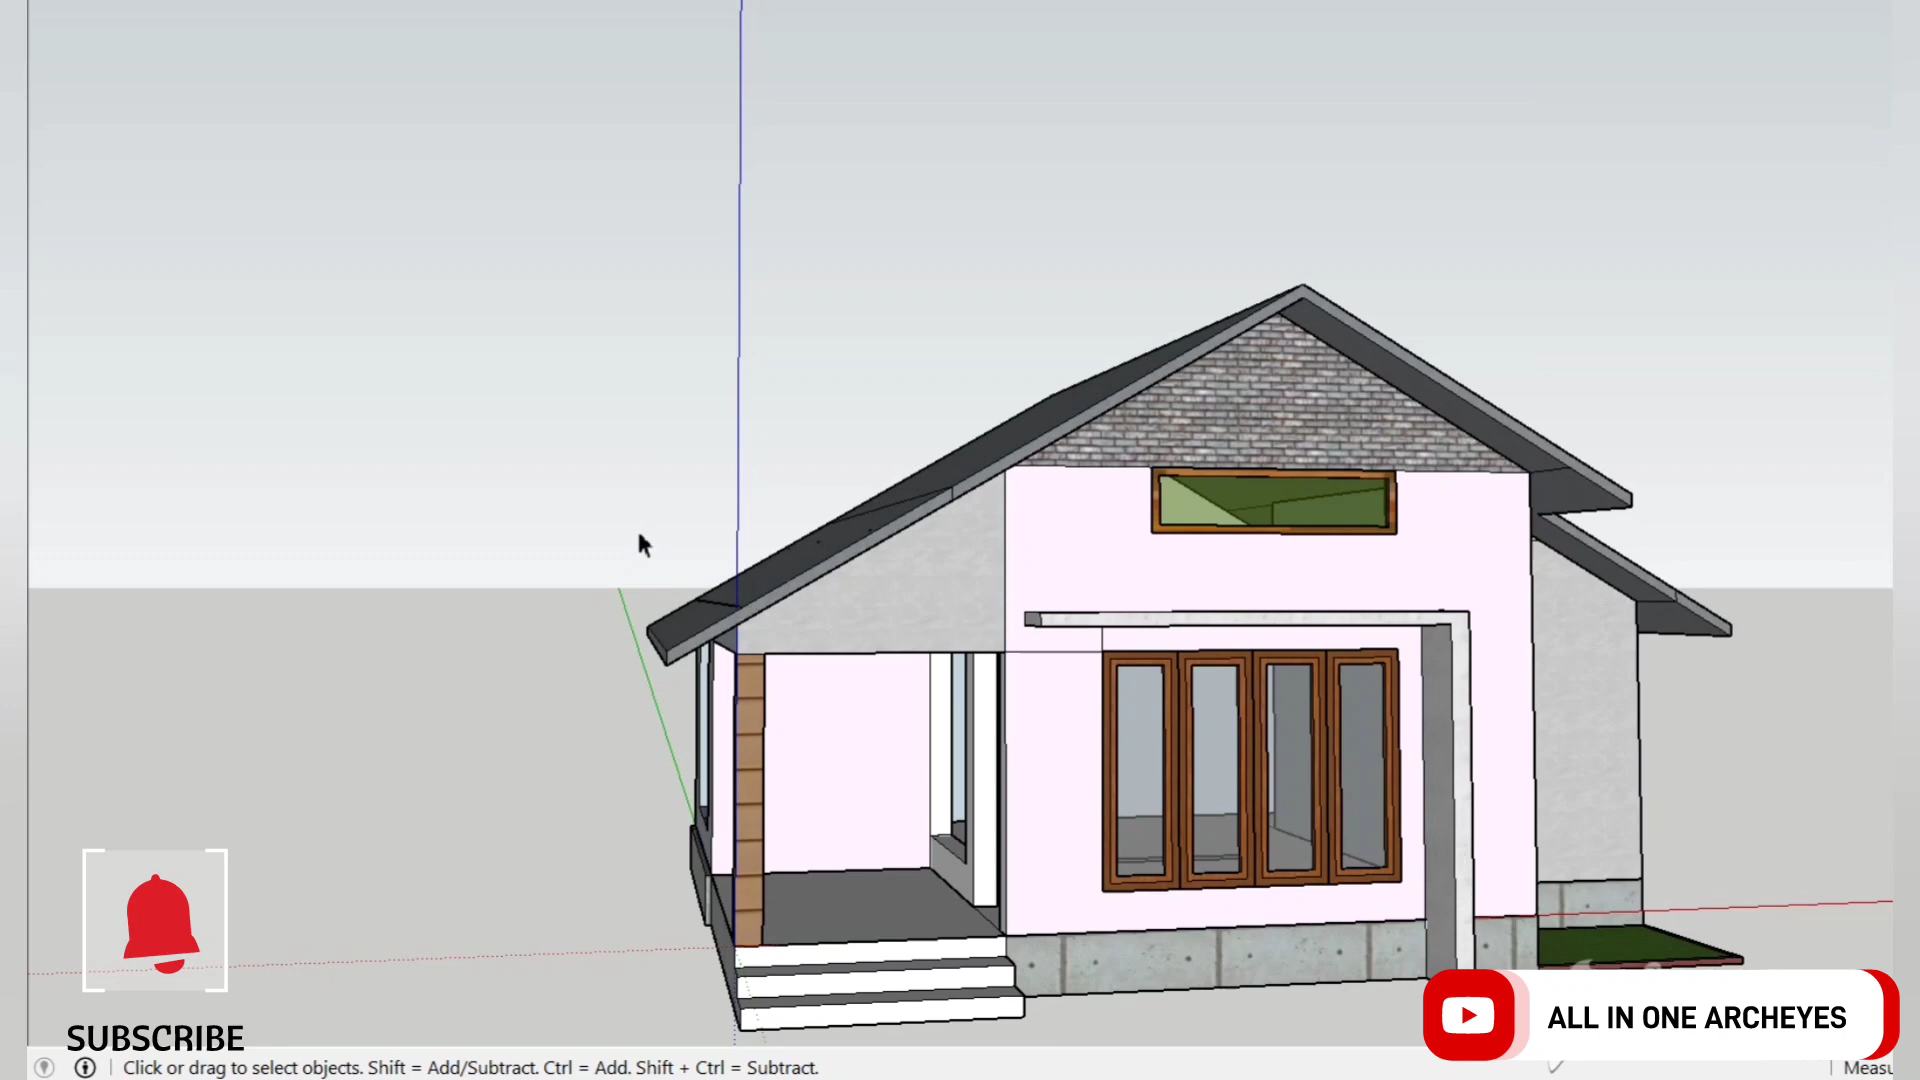 SUBSCRIBE
ALL IN ONE ARCHEYES
Click or drag to select objects. Shift = Add/Subtract. Ctrl = Add. Shift + Ctrl = Subtract.
Measu